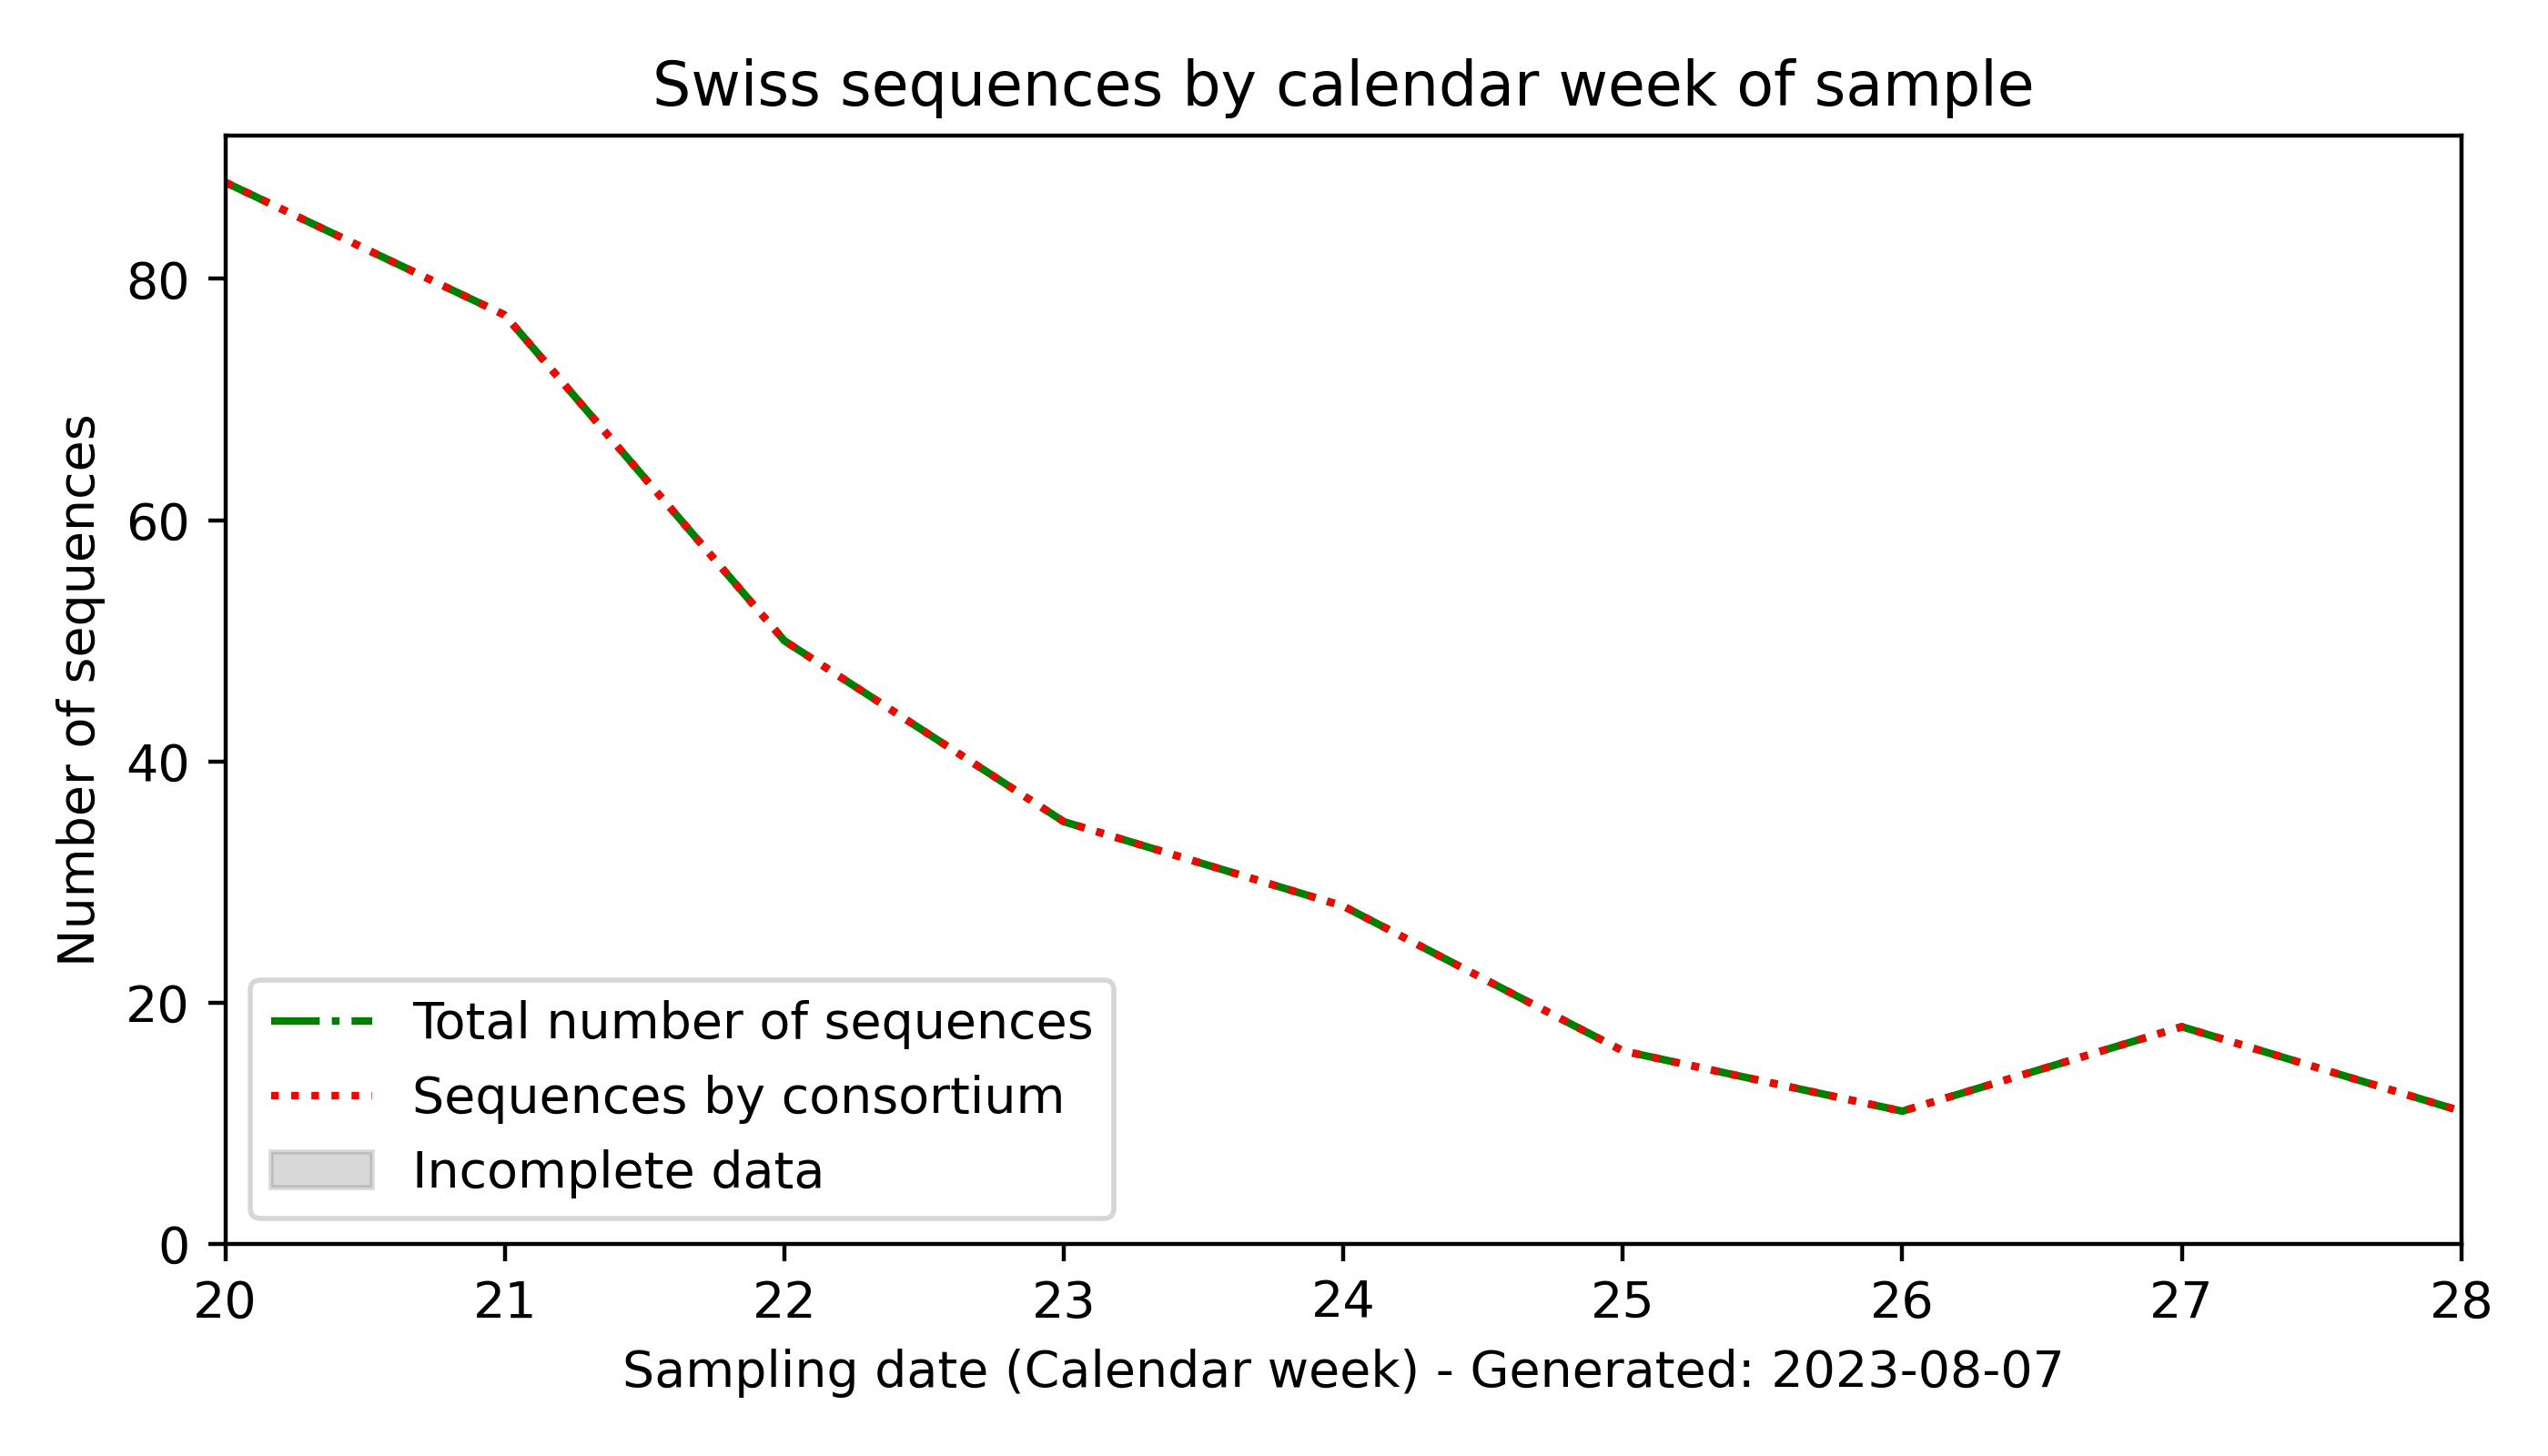 Swiss sequences by calendar week of sample
Number of sequences
80
60
40
20
0
Total number of sequences
Sequences by consortium
Incomplete data
20 21 22 23 24 25 26 27 28
Sampling date (Calendar week) - Generated: 2023-08-07